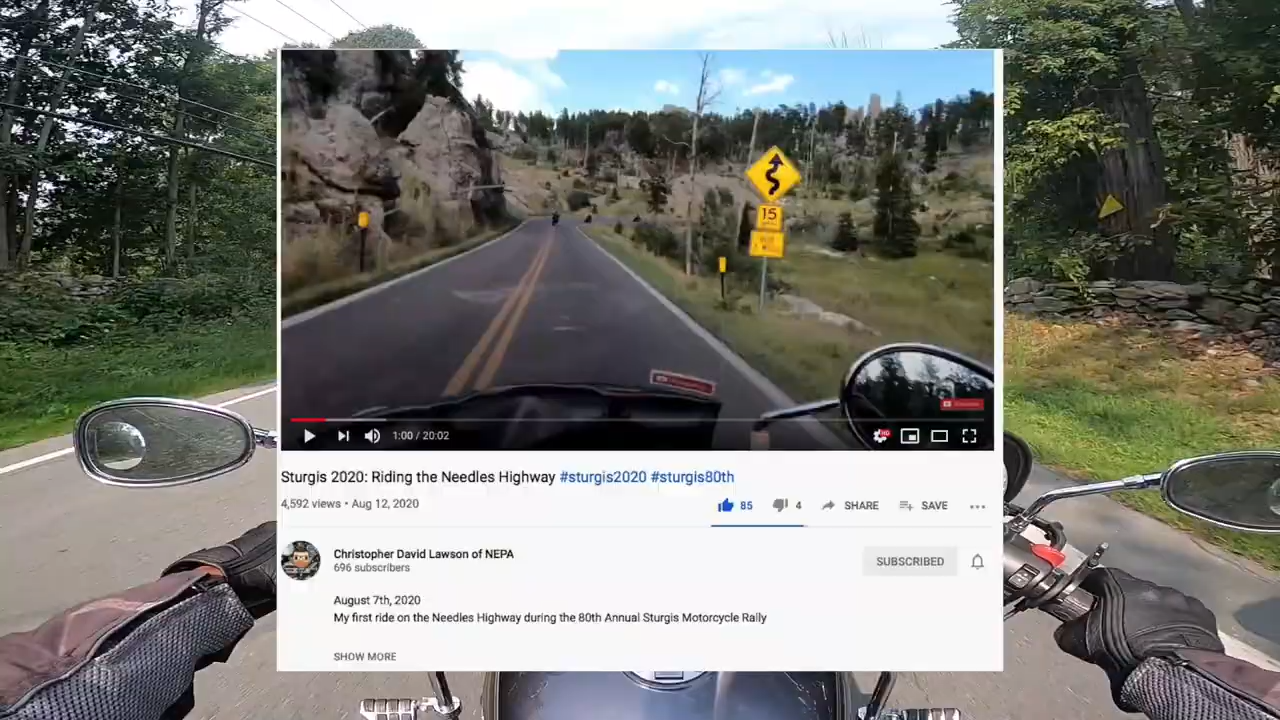 15
1:00 / 20:02
HD
Sturgis 2020: Riding the Needles Highway #sturgis2020 #sturgis80th
4,592 views • Aug 12, 2020
85
4
SHARE
SAVE
Christopher David Lawson of NEPA
696 subscribers
SUBSCRIBED
August 7th, 2020
My first ride on the Needles Highway during the 80th Annual Sturgis Motorcycle Rally
SHOW MORE